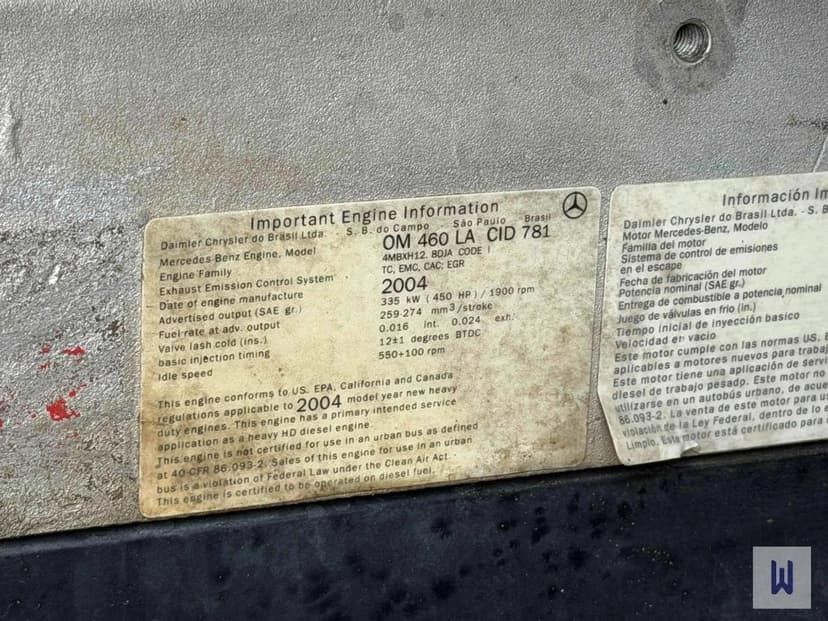 Important Engine Information
Daimler Chrysler do Brasil Ltda. - S. B. do Campo São Paulo Brasil
Mercedes Benz Engine, Model OM 460 LA CID 781
Engine Family 4MBXH12. 8DJA CODE I
Exhaust Emission Control System TC, EMC, CAC; EGR
Date of engine manufacture 2004
Advertised output (SAE gr.) 335 kW (450 HP) / 1900 rpm
Fuel rate at adv. output 259-274 mm³/stroke
Valve lash cold (ins.) 0.016 int. 0.024 exh.
basic injection timing 12±1 degrees BTDC
Idle speed 550+100 rpm
This engine conforms to US. EPA, California and Canada
regulations applicable to 2004 model year new heavy
duty engines. This engine has a primary intended service
application as a heavy HD diesel engine.
This engine is not certified for use in an urban bus as defined
at 40-CFR 86.093-2. Sales of this engine for use in an urban
bus is a violation of Federal Law under the Clean Air Act.
This engine is certified to be operated on diesel fuel.
Información Im
Daimler Chrysler do Brasil Ltda. - S. B.
Motor Mercedes-Benz, Modelo
Familia del motor
Sistema de control de emisiones
en el escape
Fecha de fabricación del motor
Potencia nominal (SAE gr.)
Entrega de combustible a potencia nominal
Juego de válvulas en frio (in.)
Tiempo inicial de inyección basico
Velocidad en vacio
Este motor cumple con las normas US. E
aplicables a motores nuevos para trabaj
Este motor tiene una aplicación de servi
diesel de trabajo pesado. Este motor no
utilizarse en un autobús urbano, de acue
86.093-2. La venta de este motor para us
violación de la Ley Federal, dentro de lo e
Limpio. Este motor está certificado para o
W